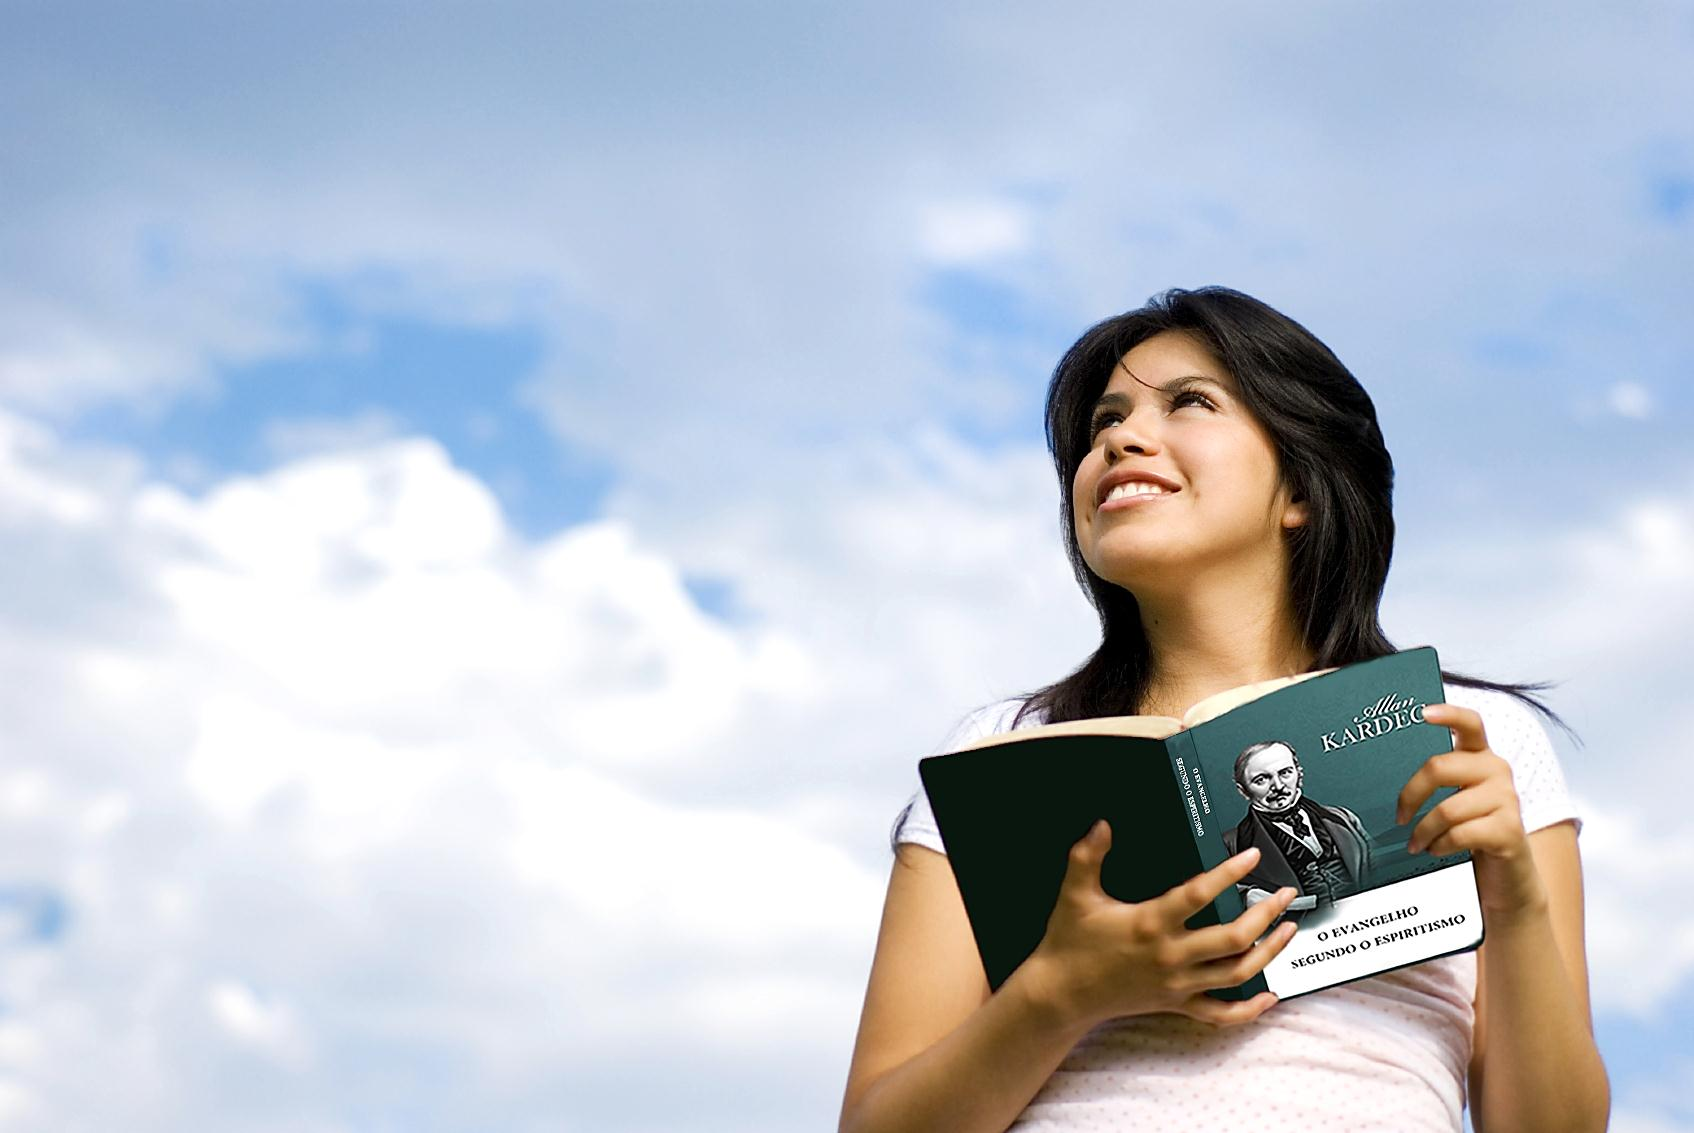 Allan
KARDEC
O EVANGELHO
SEGUNDO O ESPIRITISMO
O EVANGELHO
SEGUNDO O ESPIRITISMO